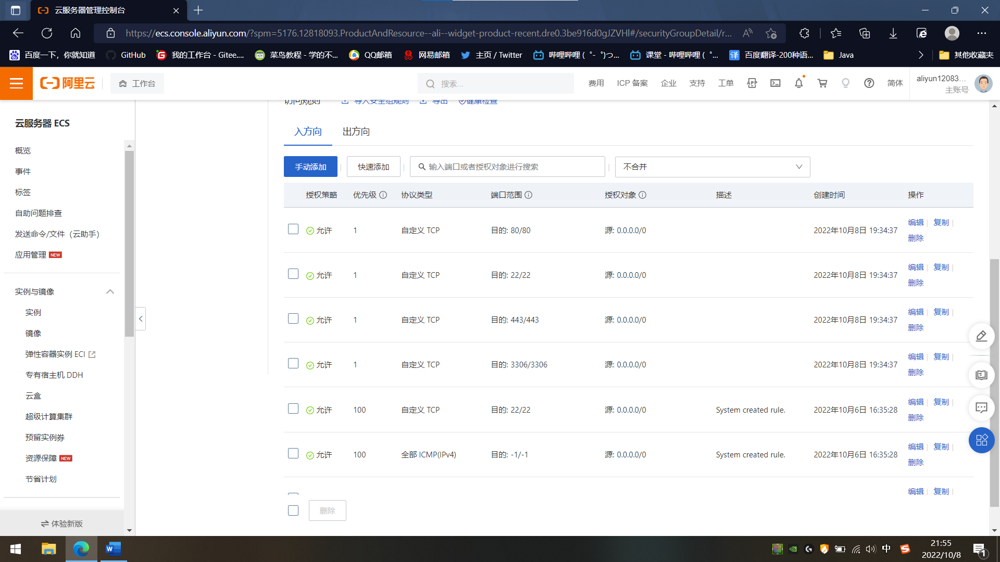 云服务器管理控制台
https://ecs.console.aliyun.com/?spm=5176.12818093.ProductAndResource--ali--widget-product-recent.dre0.3be916d0gJZVHl#/securityGroupDetail/r...
百度一下，你就知道 GitHub 我的工作台 - Gitee.... 菜鸟教程 - 学的不... QQ邮箱 网易邮箱 主页 / Twitter 哔哩哔哩 (゜-゜)つ... 课堂 - 哔哩哔哩 (゜... 译 百度翻译-200种语... Java 其他收藏夹
阿里云 工作台 搜索... 费用 ICP 备案 企业 支持 工单 APP 简体 aliyun12083...
主账号
访问规则 导入安全组规则 导出 健康检查
云服务器 ECS
概览
事件
标签
自助问题排查
发送命令/文件（云助手）
应用管理 NEW
实例与镜像
实例
镜像
弹性容器实例 ECI
专有宿主机 DDH
云盒
超级计算集群
预留实例券
资源保障 NEW
节省计划
体验新版
入方向 出方向
手动添加 快速添加 输入端口或者授权对象进行搜索 不合并
授权策略 优先级 协议类型 端口范围 授权对象 描述 创建时间 操作
允许 1 自定义 TCP 目的: 80/80 源: 0.0.0.0/0 2022年10月8日 19:34:37 编辑 复制
删除
允许 1 自定义 TCP 目的: 22/22 源: 0.0.0.0/0 2022年10月8日 19:34:37 编辑 复制
删除
允许 1 自定义 TCP 目的: 443/443 源: 0.0.0.0/0 2022年10月8日 19:34:37 编辑 复制
删除
允许 1 自定义 TCP 目的: 3306/3306 源: 0.0.0.0/0 2022年10月8日 19:34:37 编辑 复制
删除
允许 100 自定义 TCP 目的: 22/22 源: 0.0.0.0/0 System created rule. 2022年10月6日 16:35:28 编辑 复制
删除
允许 100 全部 ICMP(IPv4) 目的: -1/-1 源: 0.0.0.0/0 System created rule. 2022年10月6日 16:35:28 编辑 复制
删除
编辑 复制
删除
中 21:55
2022/10/8 1